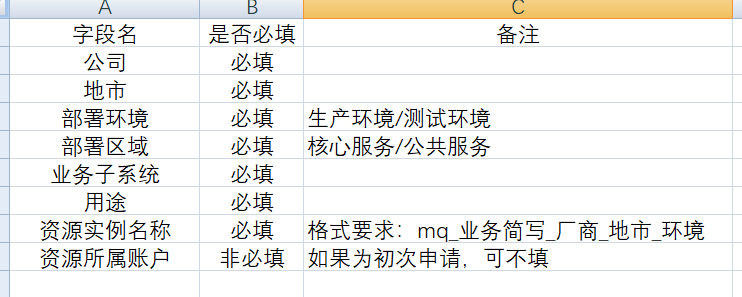 A B C
字段名 是否必填 备注
公司 必填
地市 必填
部署环境 必填 生产环境/测试环境
部署区域 必填 核心服务/公共服务
业务子系统 必填
用途 必填
资源实例名称 必填 格式要求：mq_业务简写_厂商_地市_环境
资源所属账户 非必填 如果为初次申请，可不填